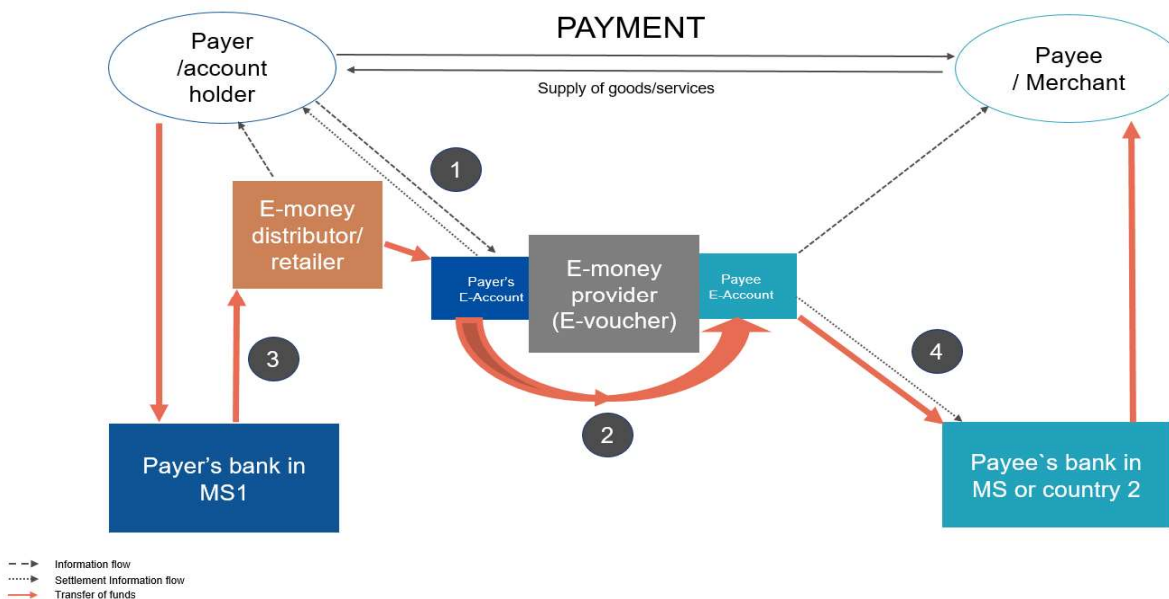 PAYMENT
Payer
/account
holder
Supply of goods/services
Payee
/ Merchant
1
E-money
distributor/
retailer
Payer's
E-Account
E-money
provider
(E-voucher)
Payee
E-Account
3
4
2
Payer's bank in
MS1
Payee`s bank in
MS or country 2
Information flow
Settlement Information flow
Transfer of funds